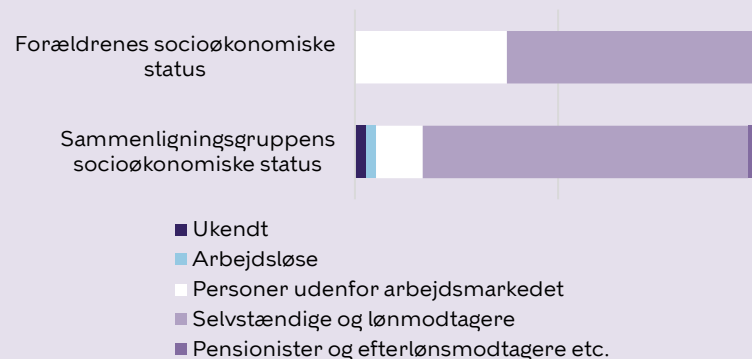 Forældrenes socioøkonomiske
status
Sammenligningsgruppens
socioøkonomiske status
Ukendt
Arbejdsløse
Personer udenfor arbejdsmarkedet
Selvstændige og lønmodtagere
Pensionister og efterlønsmodtagere etc.